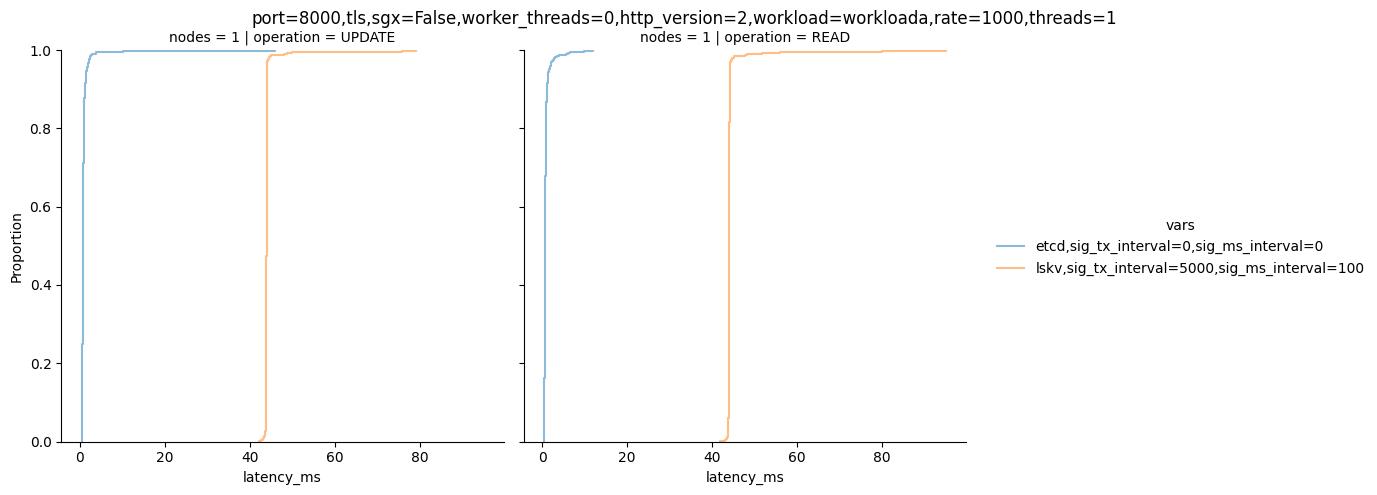 port=8000,tls,sgx=False,worker_threads=0,http_version=2,workload=workloada,rate=1000,threads=1
nodes = 1 | operation = UPDATE
nodes = 1 | operation = READ
1.0
0.8
0.6
0.4
0.2
0.0
Proportion
0 20 40 60 80
latency_ms
0 20 40 60 80
latency_ms
vars
etcd,sig_tx_interval=0,sig_ms_interval=0
lskv,sig_tx_interval=5000,sig_ms_interval=100